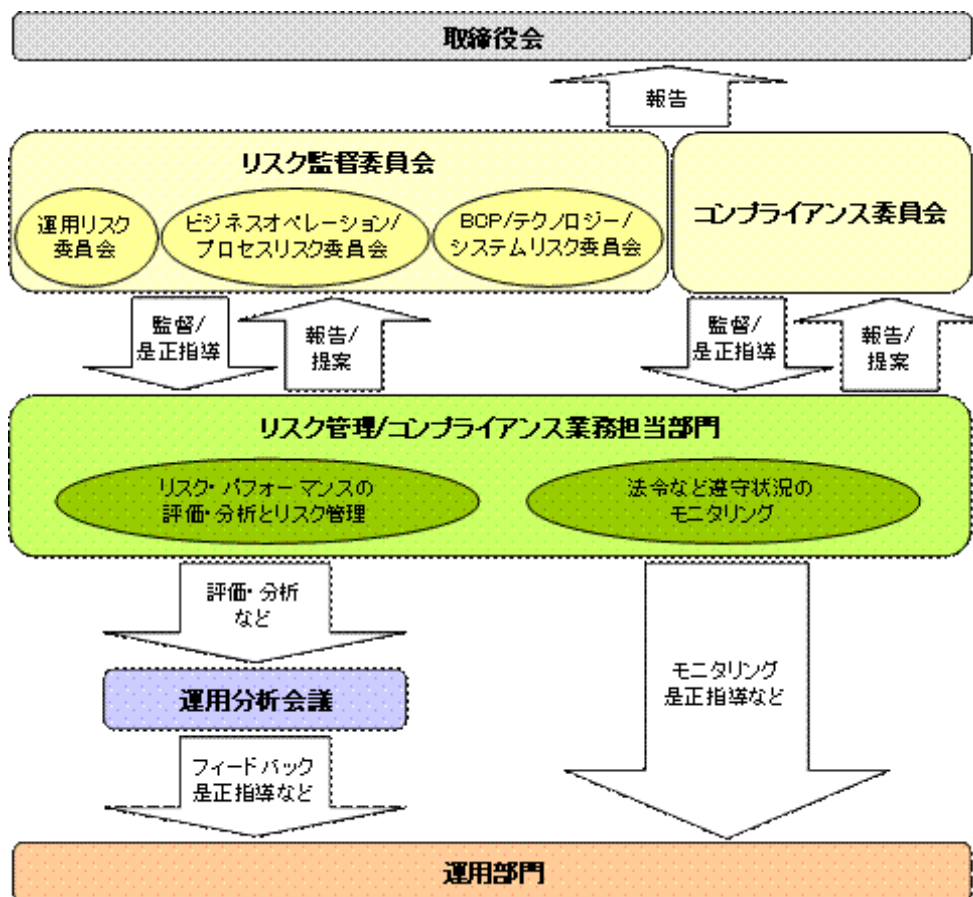 取締役会
報告
リスク監督委員会
運用リスク
委員会
ビジネスオペレーション/
プロセスリスク委員会
BCP/テクノロジー/
システムリスク委員会
コンプライアンス委員会
監督/
是正指導
報告/
提案
監督/
是正指導
報告/
提案
リスク管理/コンプライアンス業務担当部門
リスク・パフォーマンスの
評価・分析とリスク管理
法令など遵守状況の
モニタリング
評価・分析
など
運用分析会議
モニタリング
是正指導など
フィードバック
是正指導など
運用部門